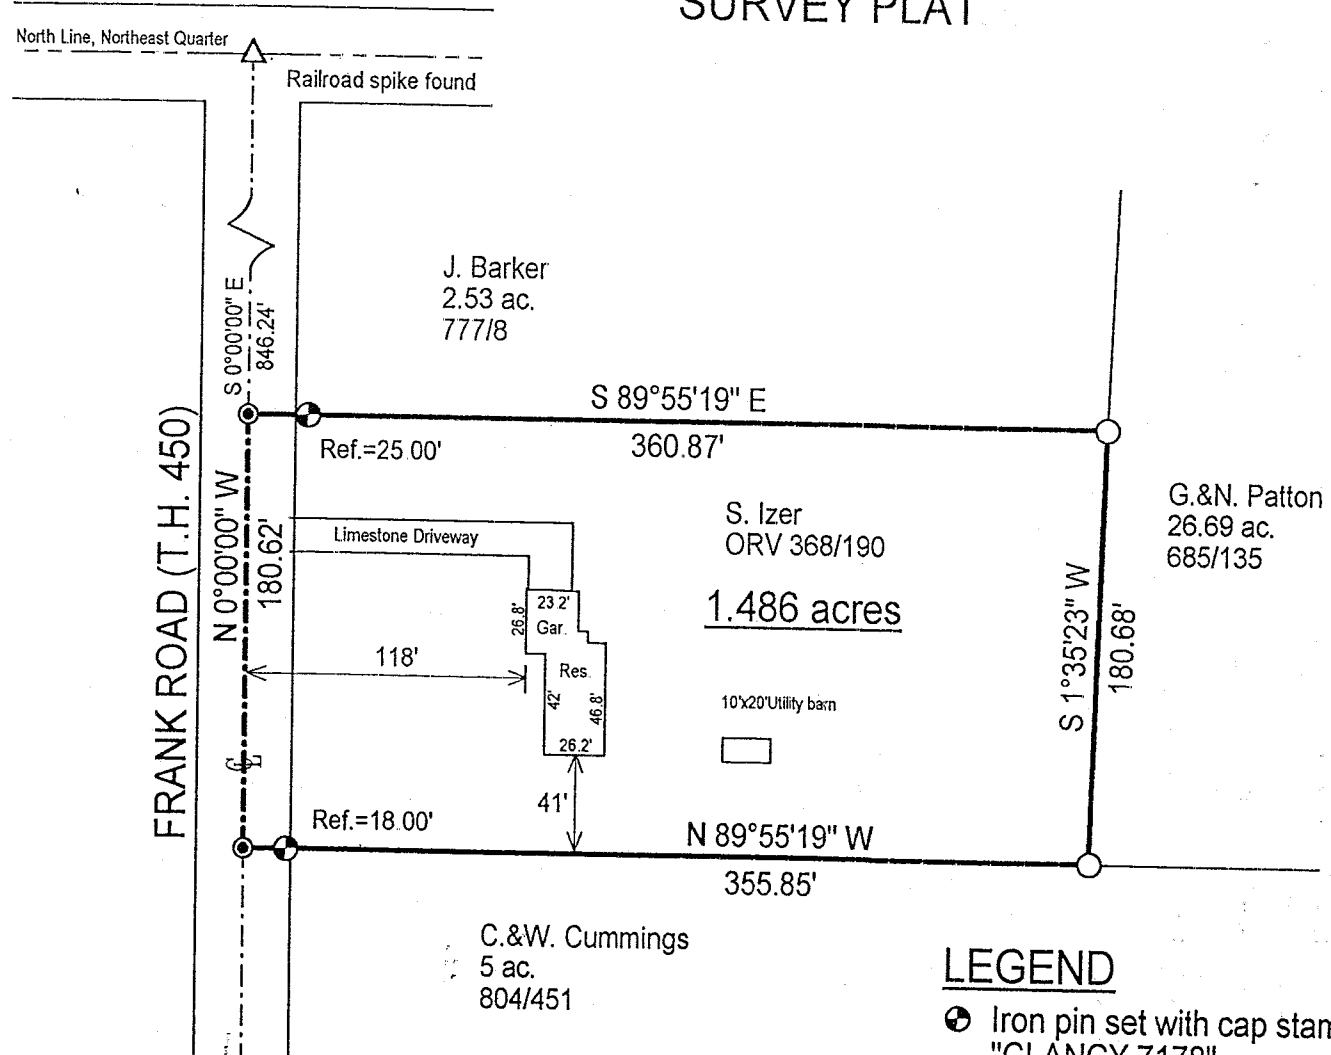 SURVEY PLAT
North Line, Northeast Quarter
Railroad spike found
S 0°00'00" E
846.24'
J. Barker
2.53 ac.
777/8
S 89°55'19" E
360.87'
Ref.=25.00'
FRANK ROAD (T.H. 450)
N 0°00'00" W
180.62'
Limestone Driveway
S. Izer
ORV 368/190
1.486 acres
G.&N. Patton
26.69 ac.
685/135
S 1°35'23" W
180.68'
23.2'
26.8'
Gar.
118'
Res.
42'
46.8'
26.2'
10'x20'Utility barn
CL
41'
Ref.=18.00'
N 89°55'19" W
355.85'
C.&W. Cummings
5 ac.
804/451
LEGEND
Iron pin set with cap stam
"CLANCY 7178"